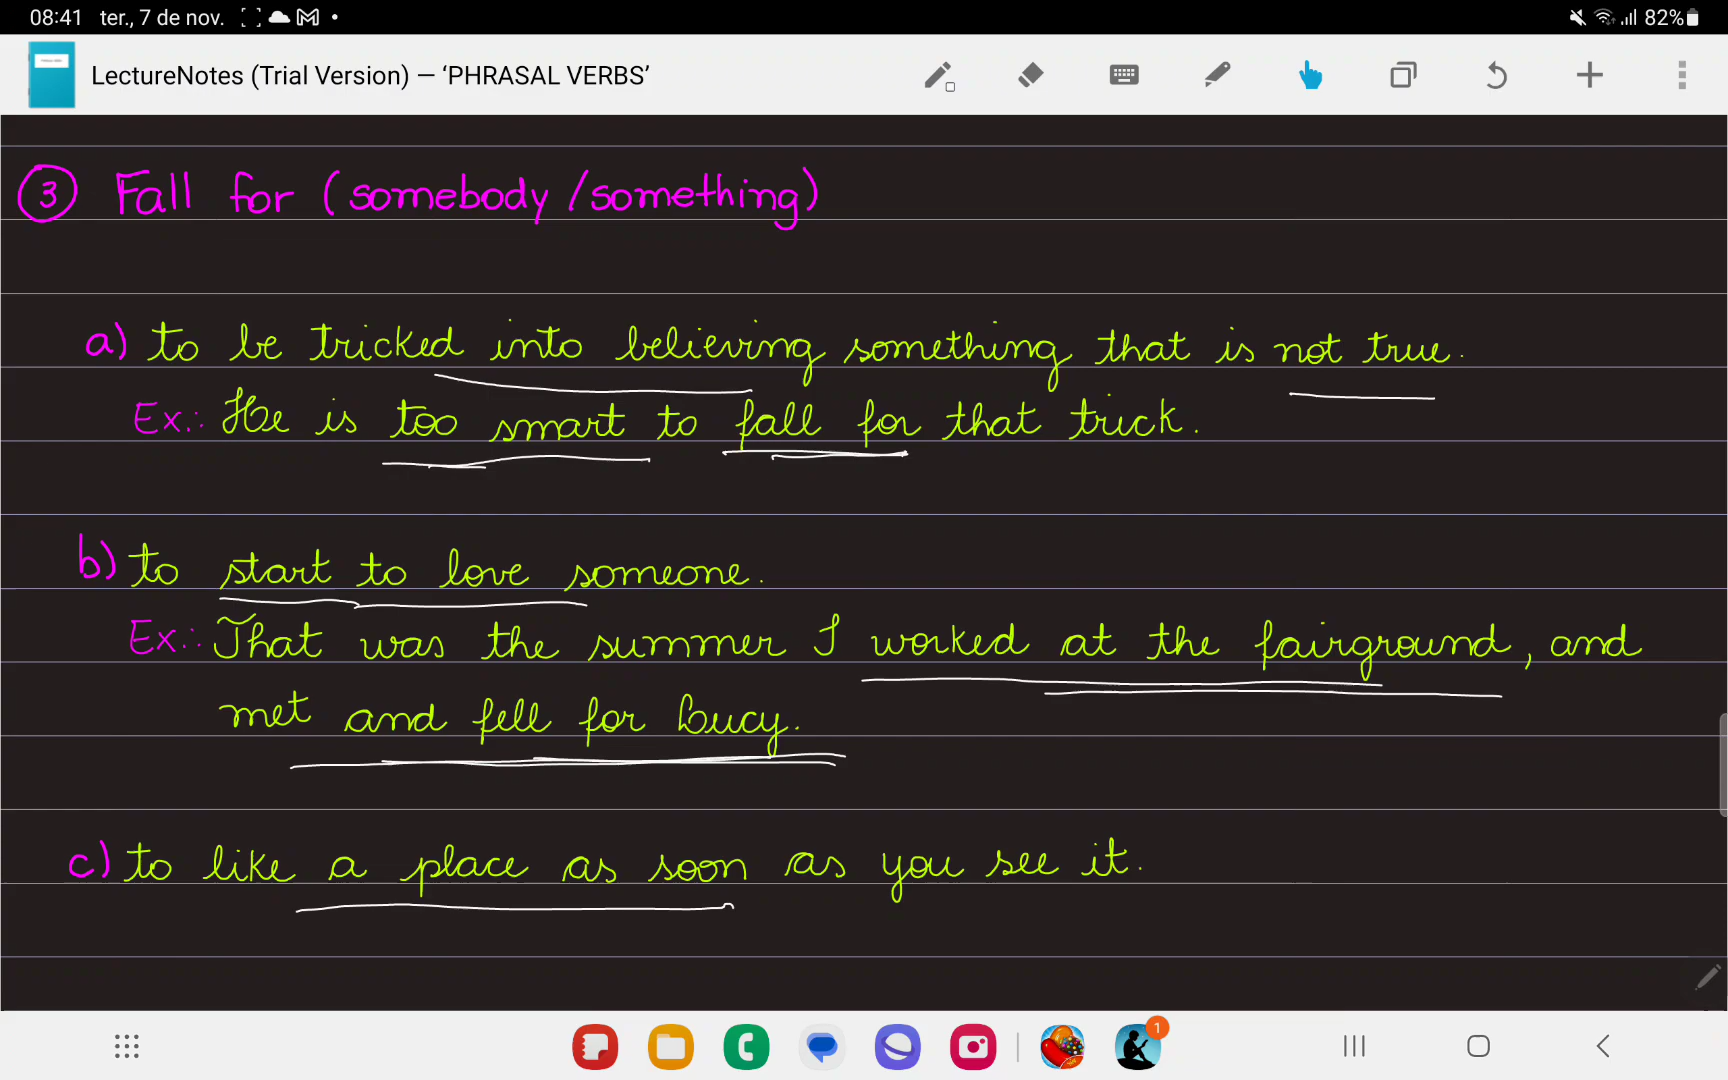 08:41 ter., 7 de nov.
82%
LectureNotes (Trial Version) — ‘PHRASAL VERBS’
③ Fall for (somebody /something)
a) to be tricked into believing something that is not true.
Ex.: He is too smart to fall for that trick.
b) to start to love someone.
Ex.: That was the summer I worked at the fairground, and
met and fell for Lucy.
c) to like a place as soon as you see it.
1